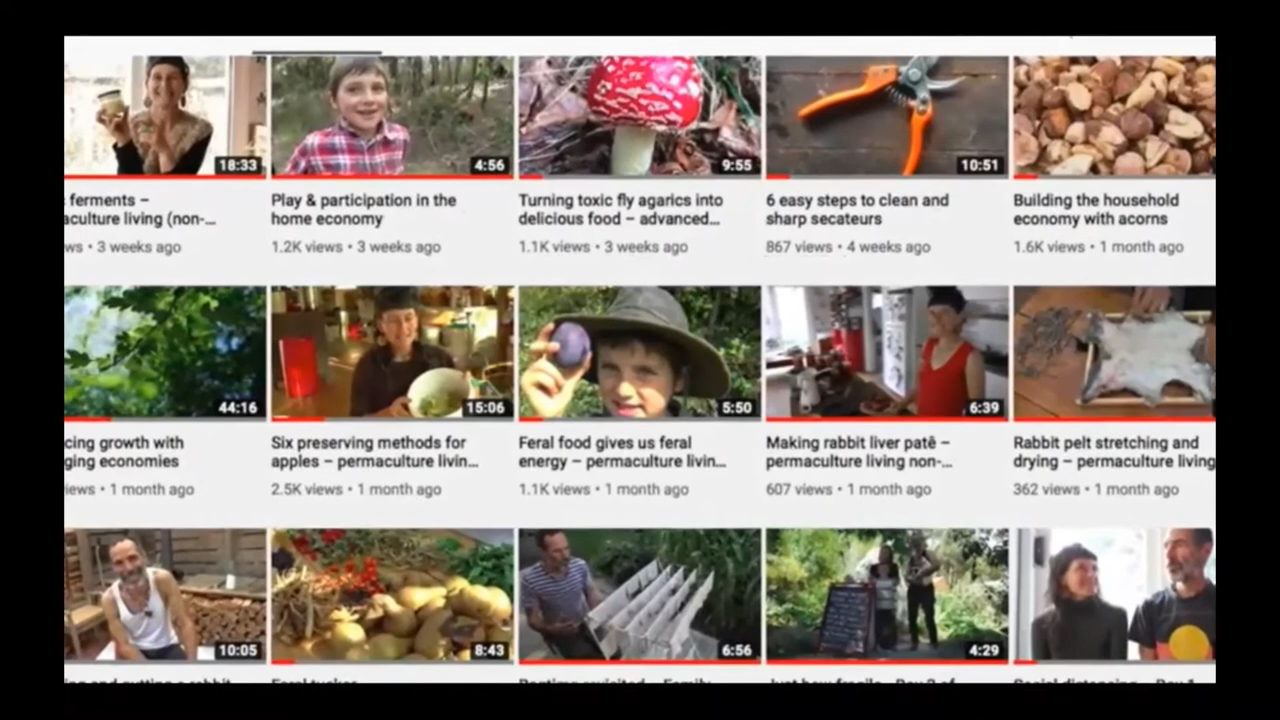 18:33
4:56
9:55
10:51
ferments –
aculture living (non-...
ws • 3 weeks ago
Play & participation in the
home economy
1.2K views • 3 weeks ago
Turning toxic fly agarics into
delicious food – advanced...
1.1K views • 3 weeks ago
6 easy steps to clean and
sharp secateurs
867 views • 4 weeks ago
Building the household
economy with acorns
1.6K views • 1 month ago
44:16
15:06
5:50
6:39
cing growth with
ging economies
iews • 1 month ago
Six preserving methods for
apples – permaculture livin...
2.5K views • 1 month ago
Feral food gives us feral
energy – permaculture livin...
1.1K views • 1 month ago
Making rabbit liver patê –
permaculture living non-...
607 views • 1 month ago
Rabbit pelt stretching and
drying – permaculture living
362 views • 1 month ago
10:05
8:43
6:56
4:29